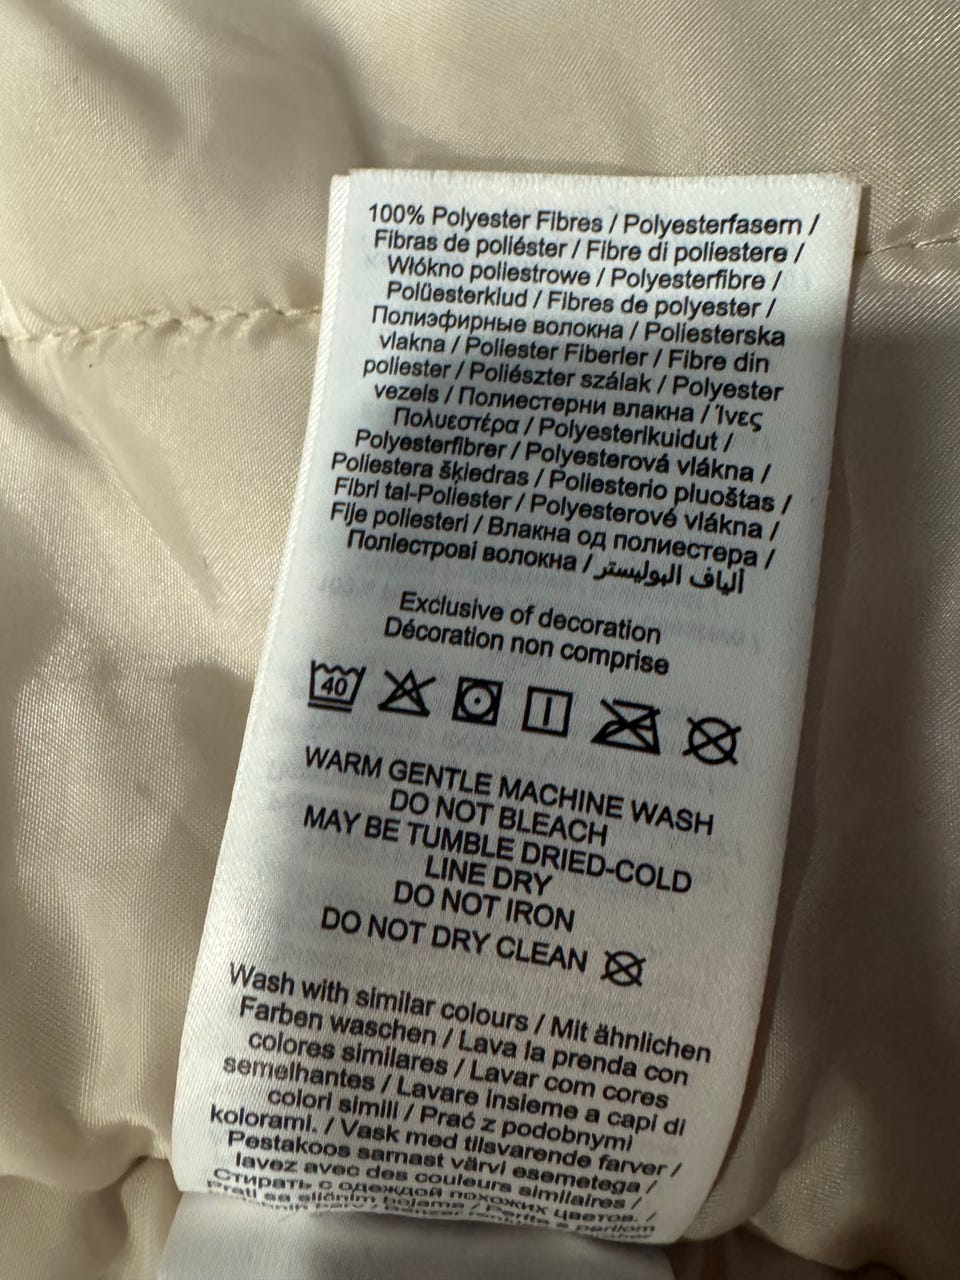 100% Polyester Fibres / Polyesterfasern /
Fibras de poliéster / Fibre di poliestere /
Włókno poliestrowe / Polyesterfibre /
Polüesterkiud / Fibres de polyester /
Полиэфирные волокна / Poliesterska
vlakna / Poliester Fiberler / Fibre din
poliester / Poliészter szálak / Polyester
vezels / Полиестерни влакна / Ίνες
Πολυεστέρα / Polyesterikuidut /
Polyesterfibrer / Polyesterová vlákna /
Poliestera šķiedras / Poliesterio pluoštas /
Fibri tal-Poliester / Polyesterové vlákna /
Fije poliesteri / Влакна од полиестера /
Поліестрові волокна / ألياف البوليستر
Exclusive of decoration
Décoration non comprise
40
WARM GENTLE MACHINE WASH
DO NOT BLEACH
MAY BE TUMBLE DRIED-COLD
LINE DRY
DO NOT IRON
DO NOT DRY CLEAN
Wash with similar colours / Mit ähnlichen
Farben waschen / Lava la prenda con
colores similares / Lavar com cores
semelhantes / Lavare insieme a capi di
colori simili / Prać z podobnymi
kolorami. / Vask med tilsvarende farver /
Pestakoos sarnast värvi esemetega /
lavez avec des couleurs similaires /
Стирать с одеждой похожих цветов. /
Prati sa sličnim bojama /